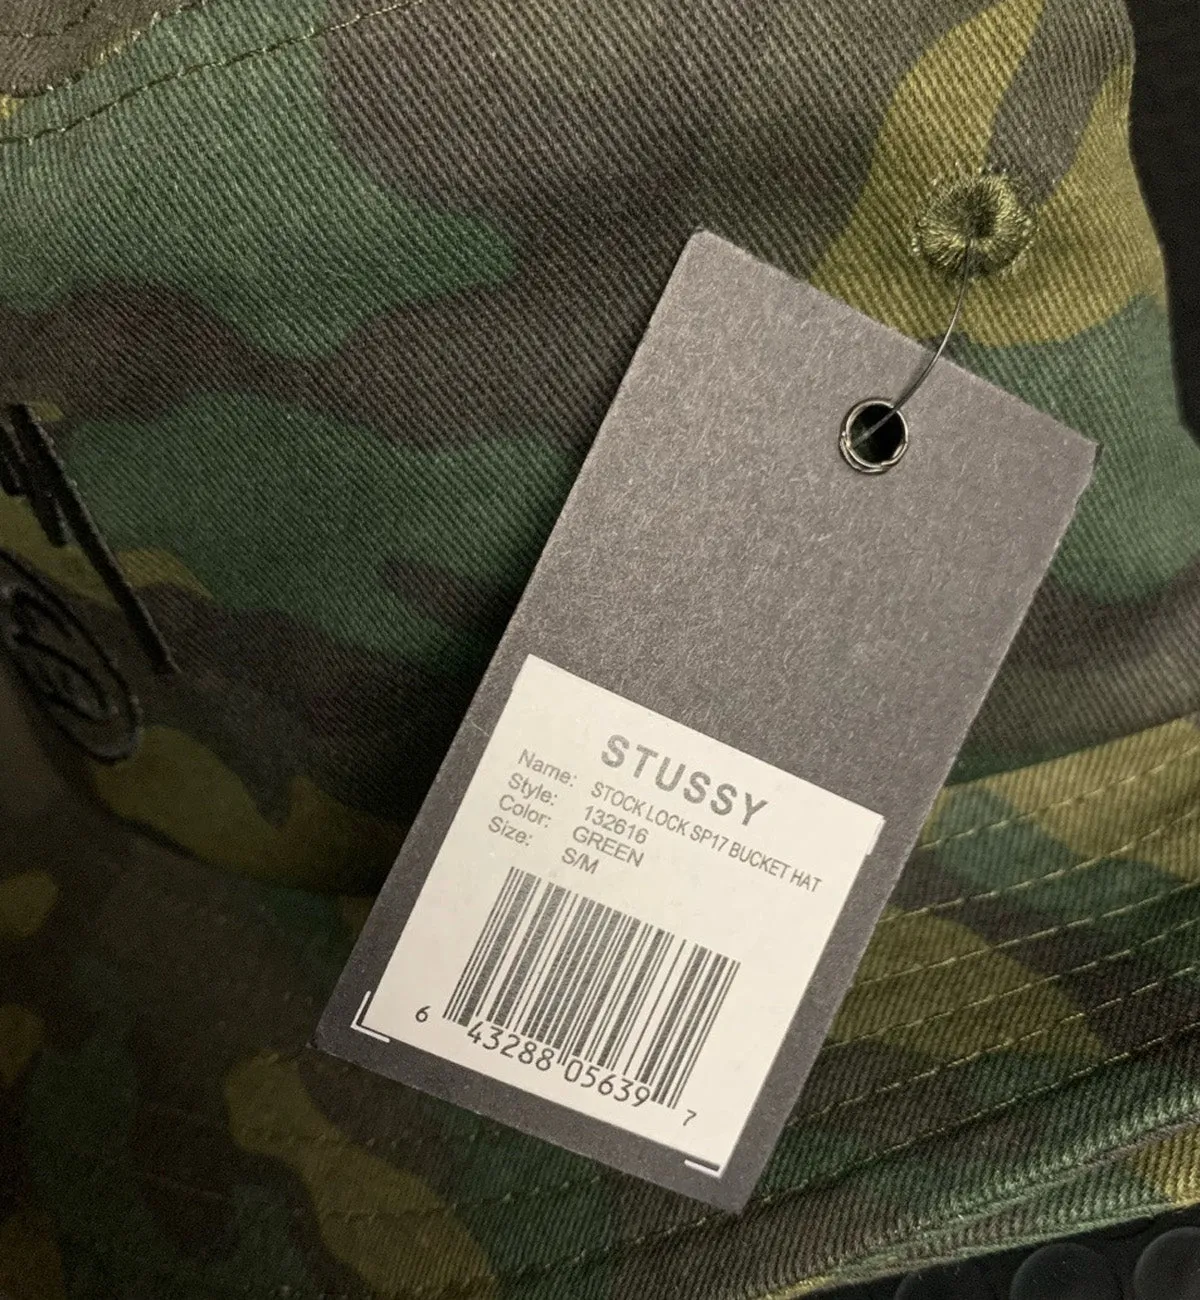 STUSSY
Name: STOCK LOCK SP17 BUCKET HAT
Style: 132616
Color: GREEN
Size: S/M
6 43288 05639 7